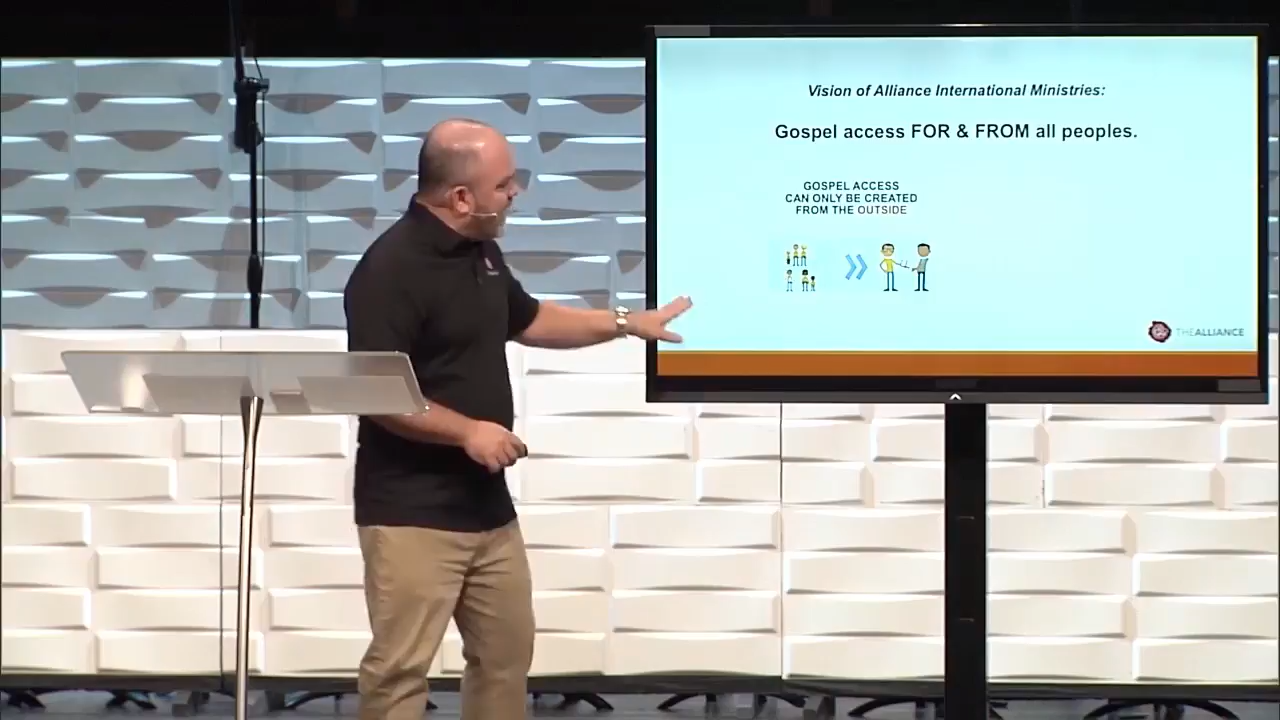 Vision of Alliance International Ministries:
Gospel access FOR & FROM all peoples.
GOSPEL ACCESS
CAN ONLY BE CREATED
FROM THE OUTSIDE
THEALLIANCE